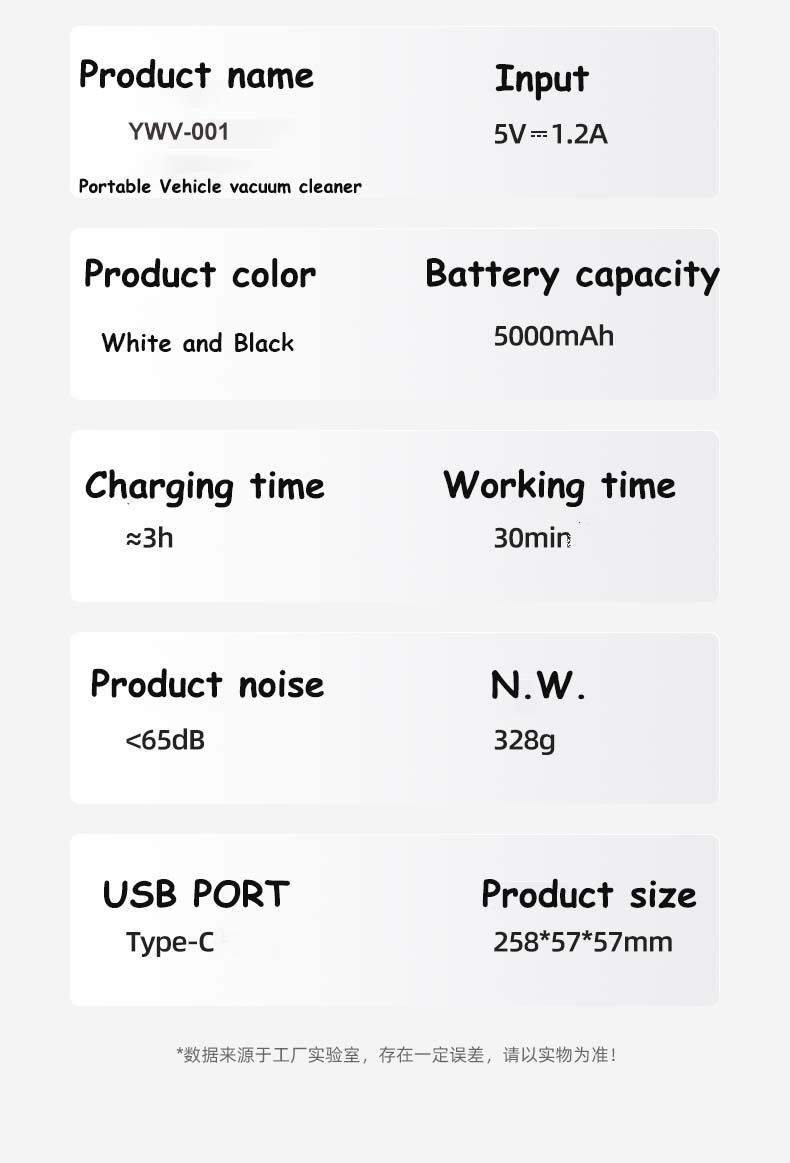 Product name
Input
YWV-001
5V⎓1.2A
Portable Vehicle vacuum cleaner
Product color
Battery capacity
White and Black
5000mAh
Charging time
Working time
≈3h
30min
Product noise
N.W.
<65dB
328g
USB PORT
Product size
Type-C
258*57*57mm
*数据来源于工厂实验室，存在一定误差，请以实物为准！